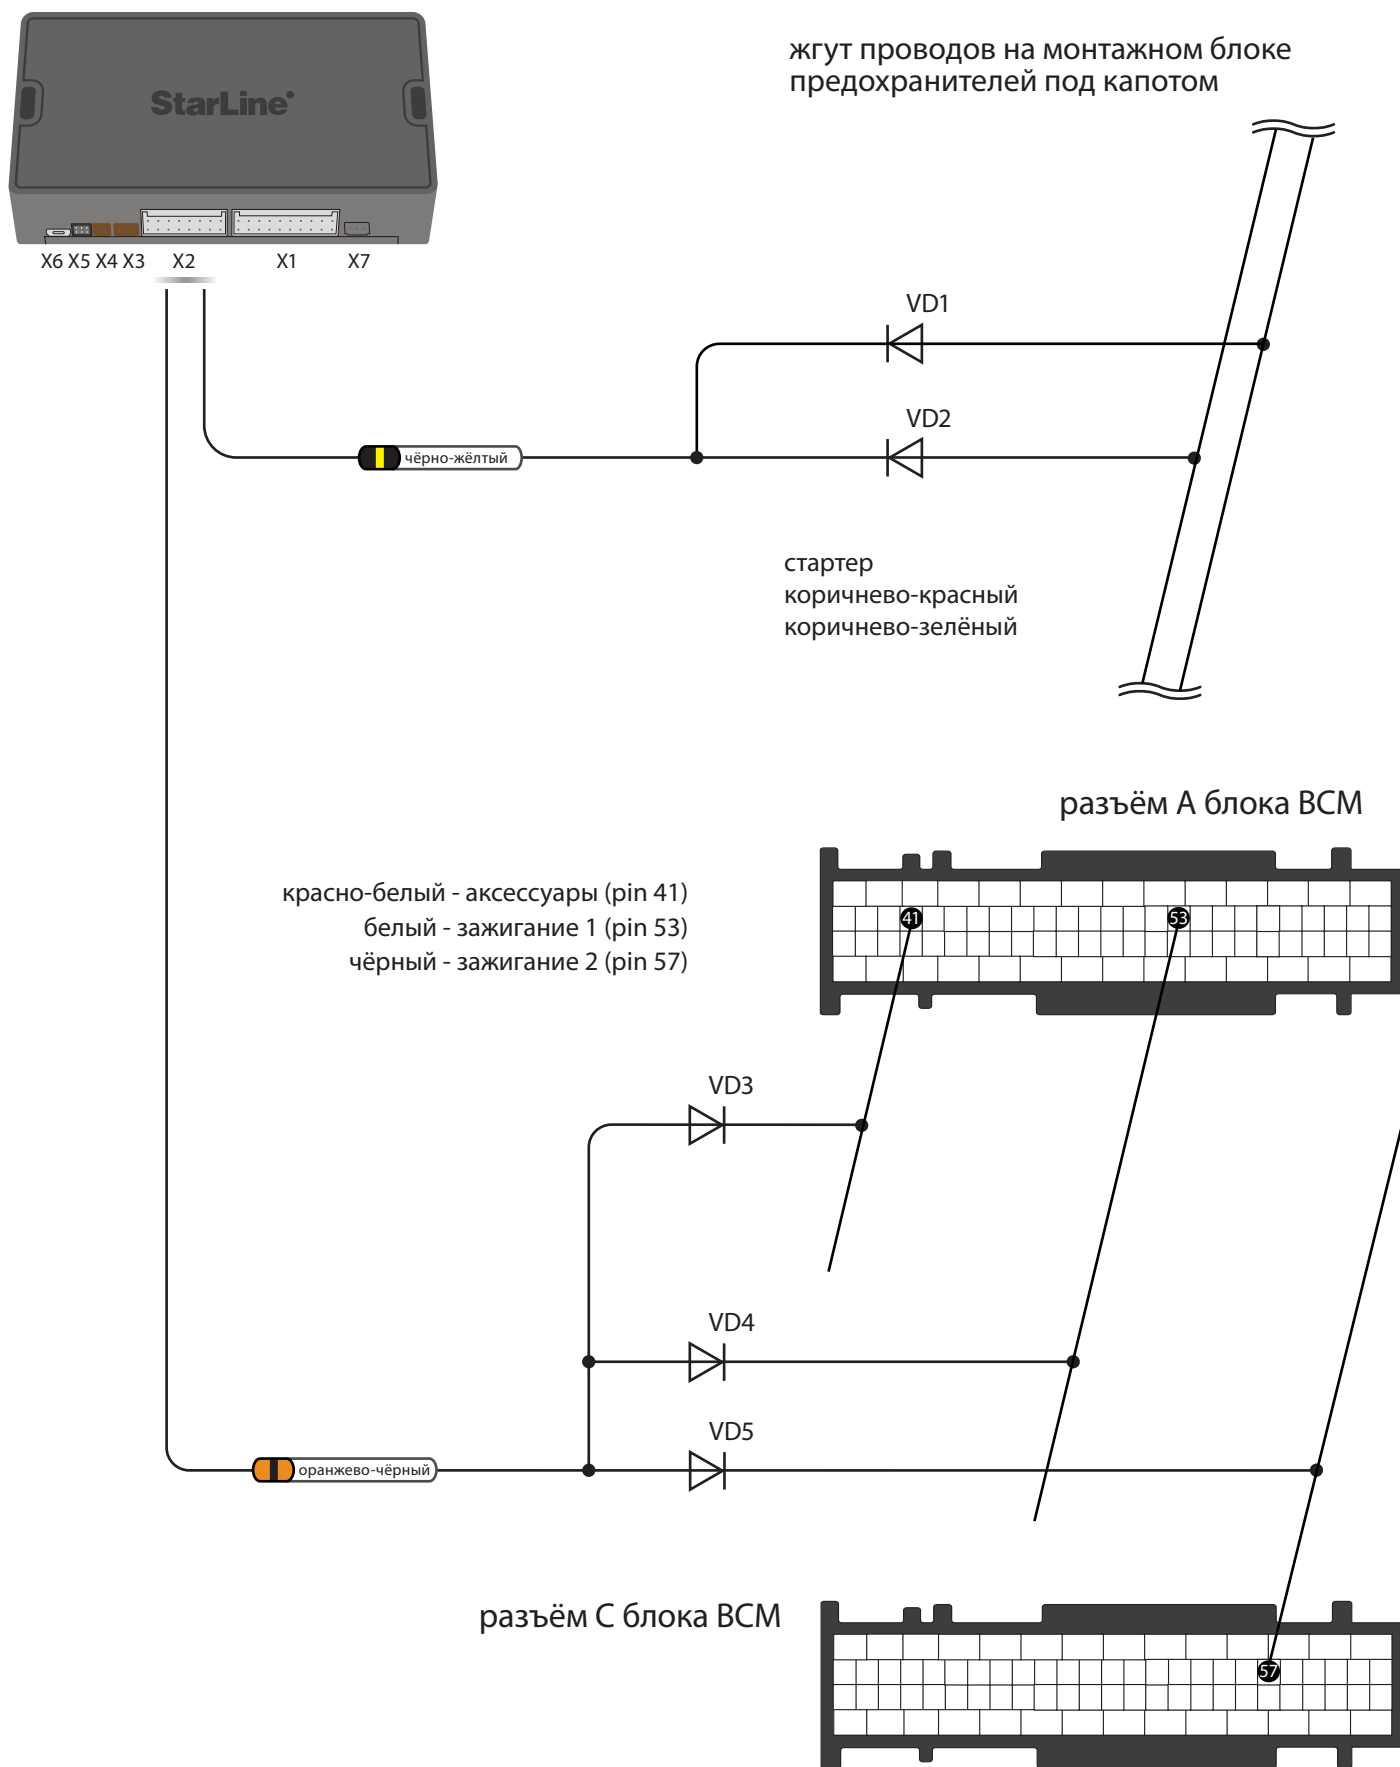 StarLine®
жгут проводов на монтажном блоке
предохранителей под капотом
X6 X5 X4 X3 X2 X1 X7
VD1
VD2
чёрно-жёлтый
стартер
коричнево-красный
коричнево-зелёный
разъём А блока BCM
красно-белый - аксессуары (pin 41)
белый - зажигание 1 (pin 53)
чёрный - зажигание 2 (pin 57)
41
53
VD3
VD4
VD5
оранжево-чёрный
разъём С блока BCM
57